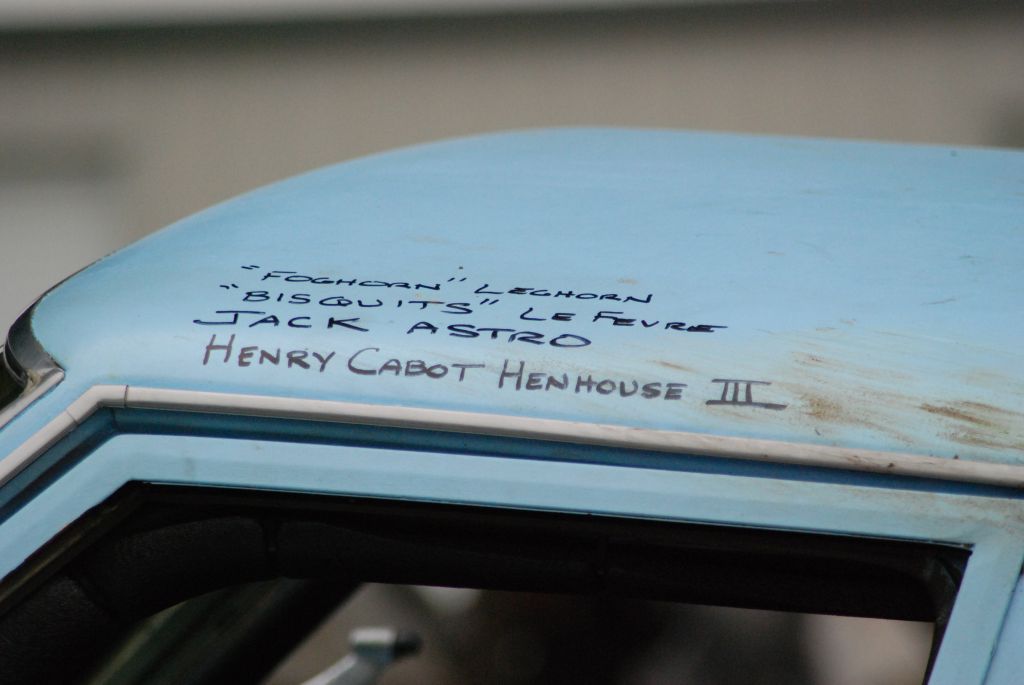 "FOGHORN" LEGHORN
"BISQUITS" LE FEVRE
JACK ASTRO
HENRY CABOT HENHOUSE III